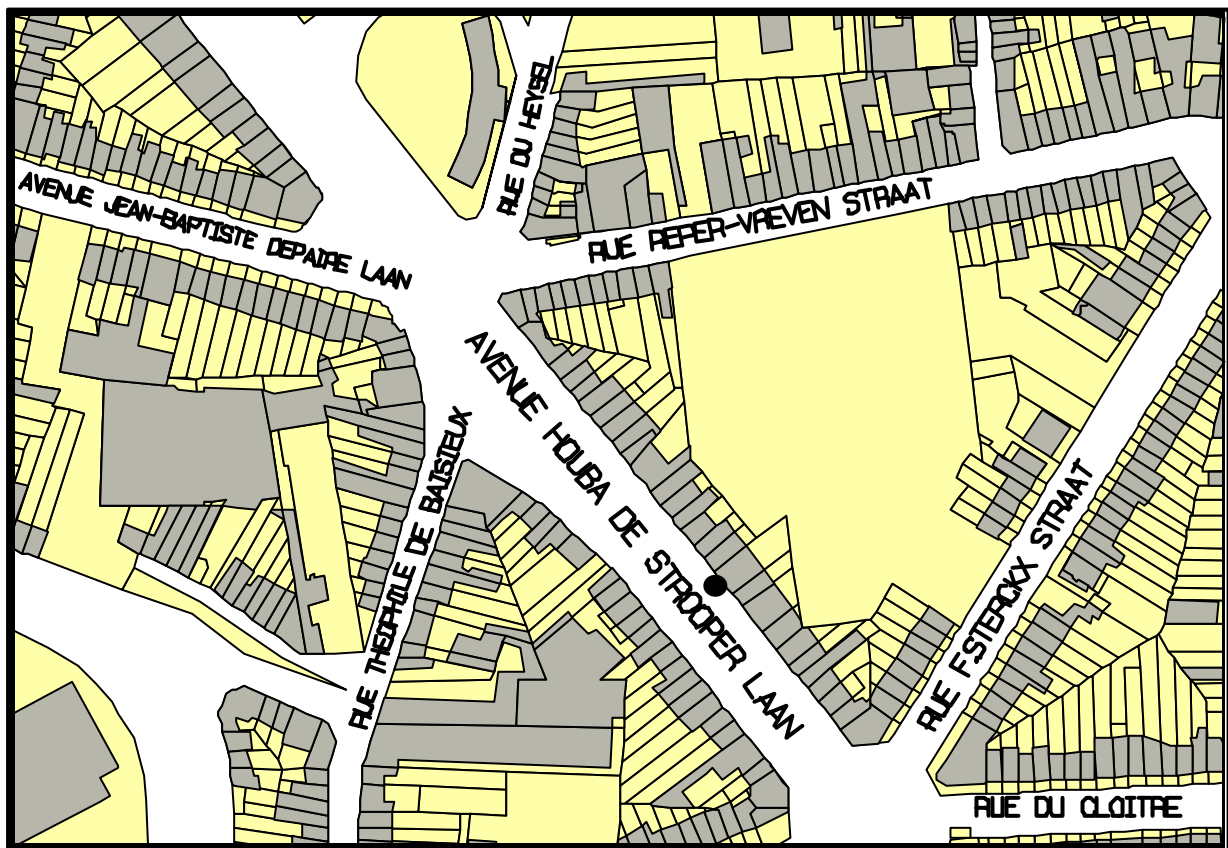 RUE DU HEYSEL
AVENUE JEAN-BAPTISTE DEPAIRE LAAN
RUE REPER-VREVEN STRAAT
AVENUE HOUBA DE STROOPER LAAN
RUE THEOPHILE DE BAISIEUX
RUE F.STERCKX STRAAT
RUE DU CLOITRE